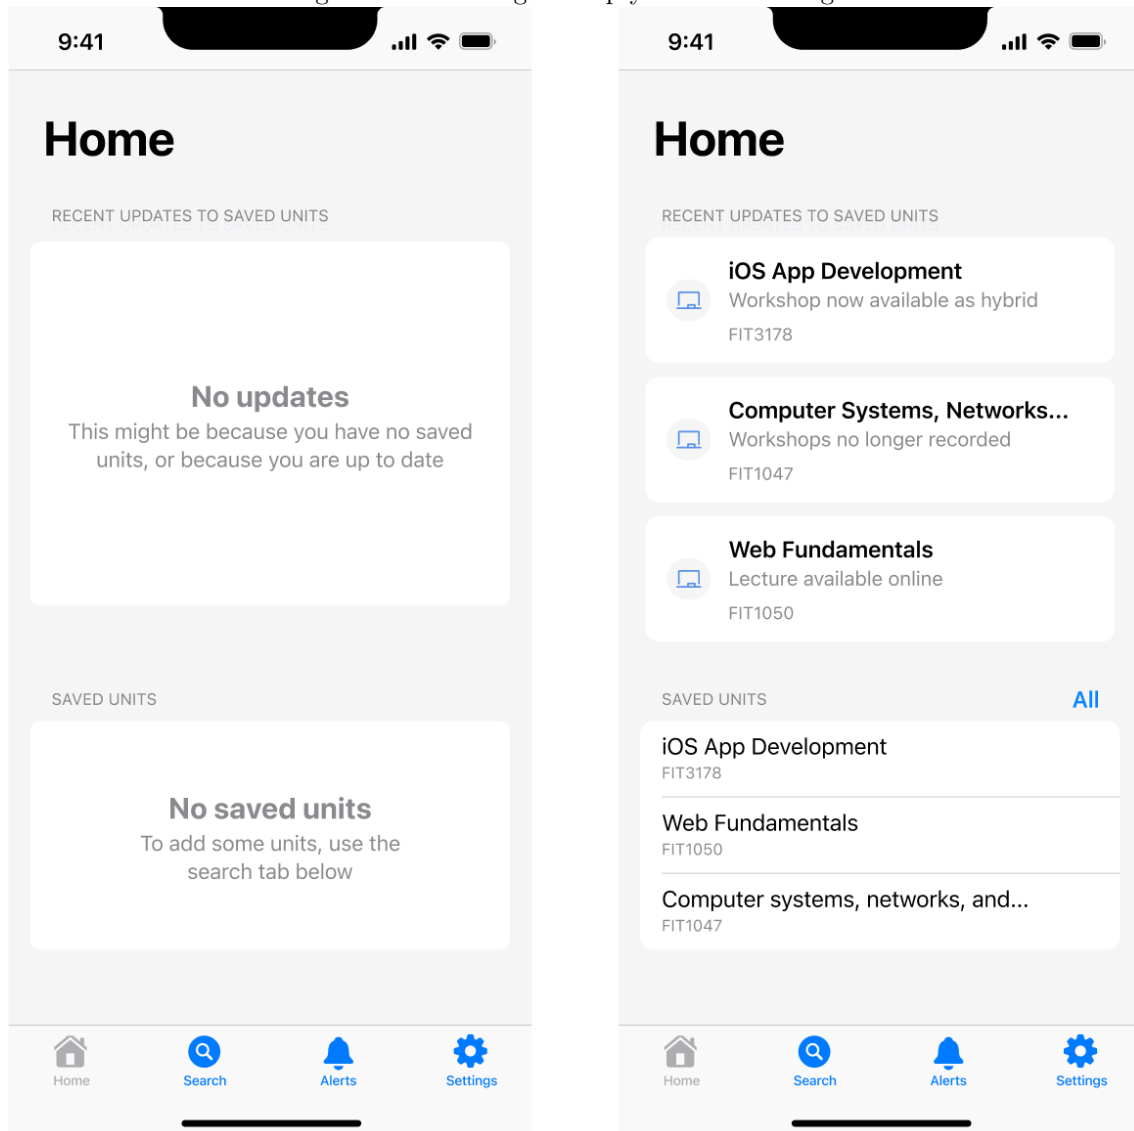 9:41
Home
RECENT UPDATES TO SAVED UNITS
No updates
This might be because you have no saved
units, or because you are up to date
SAVED UNITS
No saved units
To add some units, use the
search tab below
Home
Search
Alerts
Settings
9:41
Home
RECENT UPDATES TO SAVED UNITS
iOS App Development
Workshop now available as hybrid
FIT3178
Computer Systems, Networks...
Workshops no longer recorded
FIT1047
Web Fundamentals
Lecture available online
FIT1050
SAVED UNITS
All
iOS App Development
FIT3178
Web Fundamentals
FIT1050
Computer systems, networks, and...
FIT1047
Home
Search
Alerts
Settings